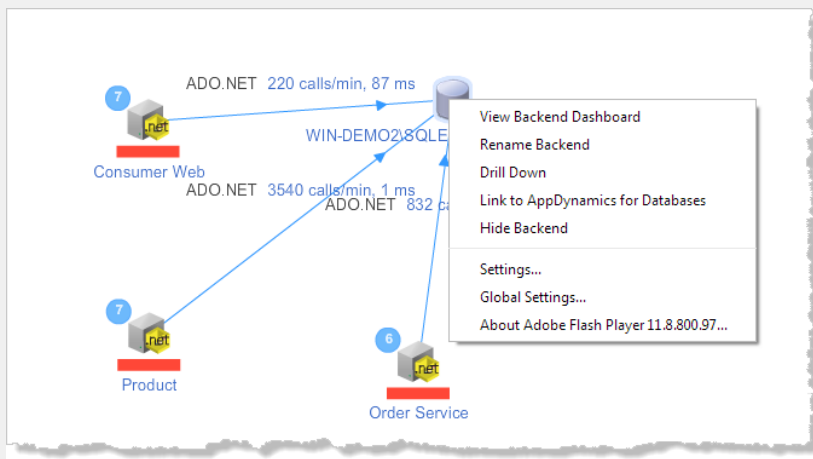 7
ADO.NET 220 calls/min, 87 ms
.net
WIN-DEMO2\SQLE
Consumer Web
ADO.NET 3540 calls/min, 1 ms
ADO.NET 832
7
.net
Product
6
.net
Order Service
View Backend Dashboard
Rename Backend
Drill Down
Link to AppDynamics for Databases
Hide Backend
Settings...
Global Settings...
About Adobe Flash Player 11.8.800.97...